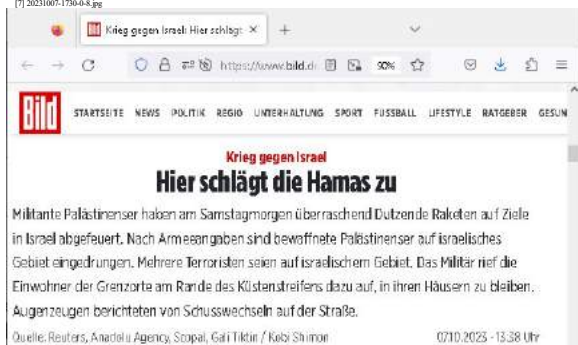 [7] 20231007-1730-0-8.jpg
Krieg gegen Israel: Hier schlägt
https://www.bild.d 90%
Bild STARTSEITE NEWS POLITIK REGIO UNTERHALTUNG SPORT FUSSBALL LIFESTYLE RATGEBER GESUN
Krieg gegen Israel
Hier schlägt die Hamas zu
Militante Palästinenser haben am Samstagmorgen überraschend Dutzende Raketen auf Ziele
in Israel abgefeuert. Nach Armeeangaben sind bewaffnete Palästinenser auf israelisches
Gebiet eingedrungen. Mehrere Terroristen seien auf israelischem Gebiet. Das Militär rief die
Einwohner der Grenzorte am Rande des Küstenstreifens dazu auf, in ihren Häusern zu bleiben.
Augenzeugen berichteten von Schusswechseln auf der Straße.
Quelle: Reuters, Anadolu Agency, Scopal, Gali Tiktin / Kobi Shimon 07.10.2023 - 13:38 Uhr